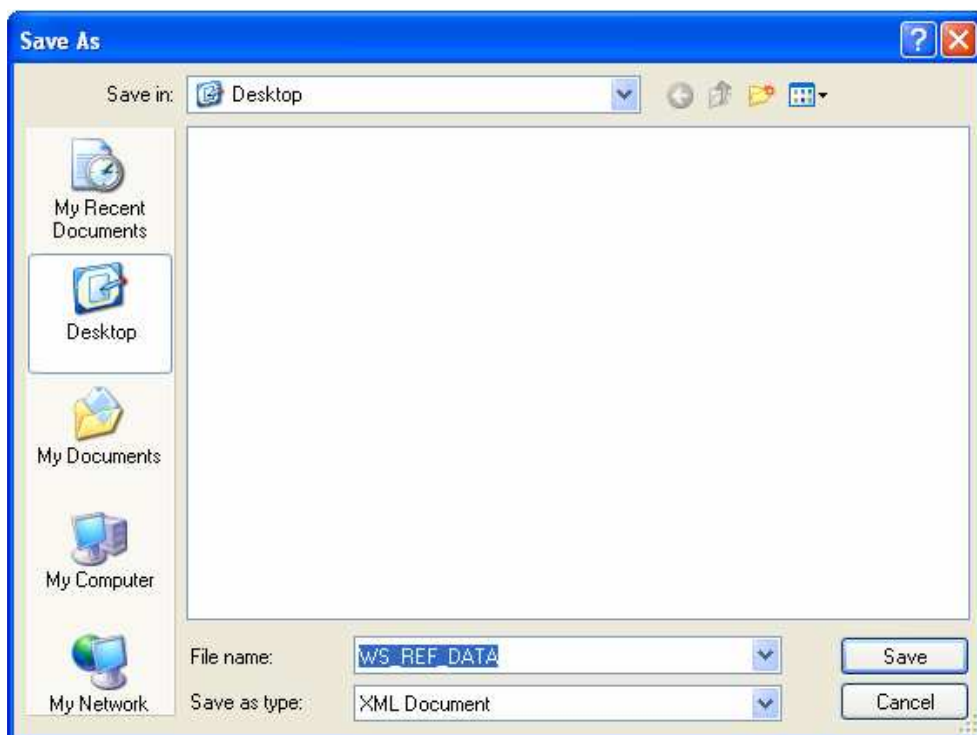 Save As
Save in:
Desktop
My Recent
Documents
Desktop
My Documents
My Computer
My Network
File name:
WS_REF_DATA
Save
Save as type:
XML Document
Cancel